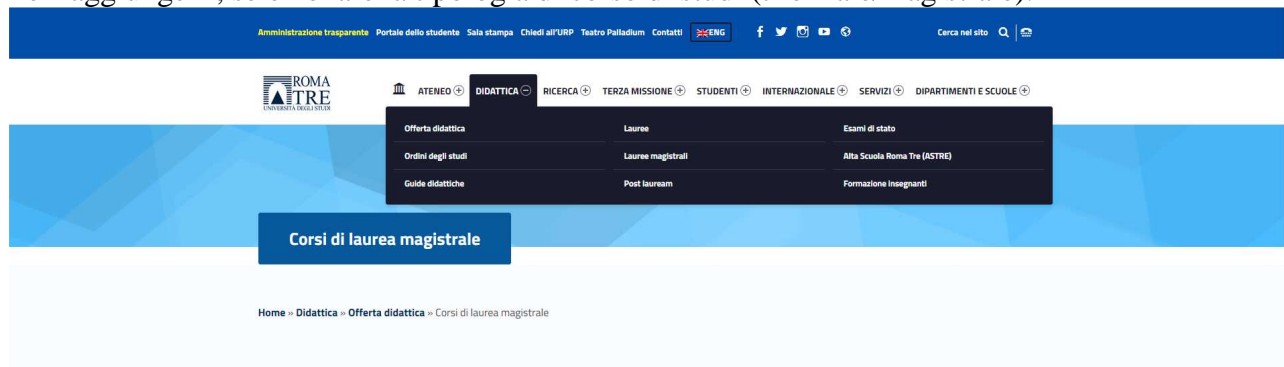 Amministrazione trasparente Portale dello studente Sala stampa Chiedi all'URP Teatro Palladium Contatti ENG Cerca nel sito
ROMA
TRE
UNIVERSITÀ DEGLI STUDI
ATENEO DIDATTICA RICERCA TERZA MISSIONE STUDENTI INTERNAZIONALE SERVIZI DIPARTIMENTI E SCUOLE
Offerta didattica Lauree Esami di stato
Ordini degli studi Lauree magistrali Alta Scuola Roma Tre (ASTRE)
Guide didattiche Post lauream Formazione Insegnanti
Corsi di laurea magistrale
Home » Didattica » Offerta didattica » Corsi di laurea magistrale